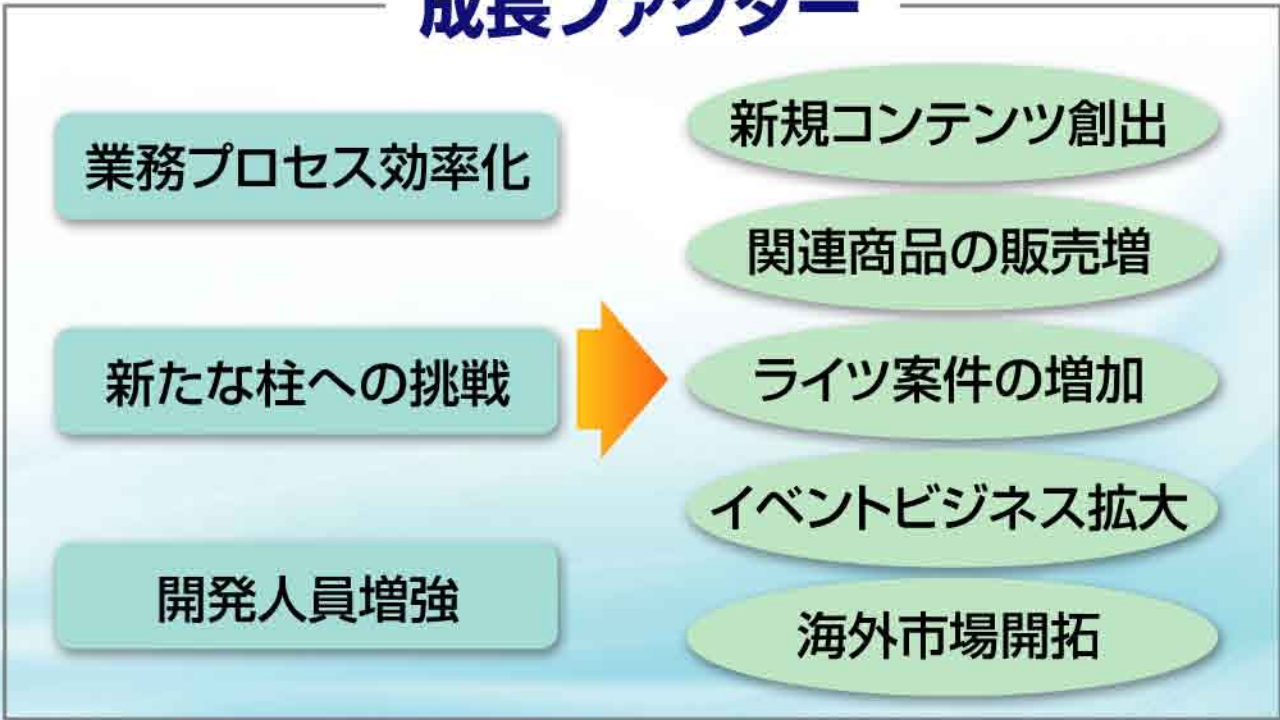 成長ファクター
業務プロセス効率化
新たな柱への挑戦
開発人員増強
新規コンテンツ創出
関連商品の販売増
ライツ案件の増加
イベントビジネス拡大
海外市場開拓